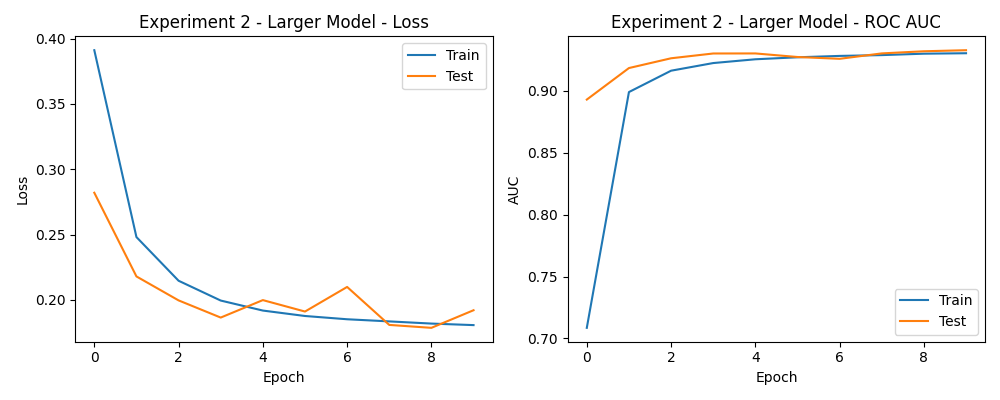 Experiment 2 - Larger Model - Loss
Train
Test
0.40
0.35
0.30
0.25
0.20
Loss
0 2 4 6 8
Epoch
Experiment 2 - Larger Model - ROC AUC
0.90
0.85
0.80
0.75
0.70
AUC
Train
Test
0 2 4 6 8
Epoch